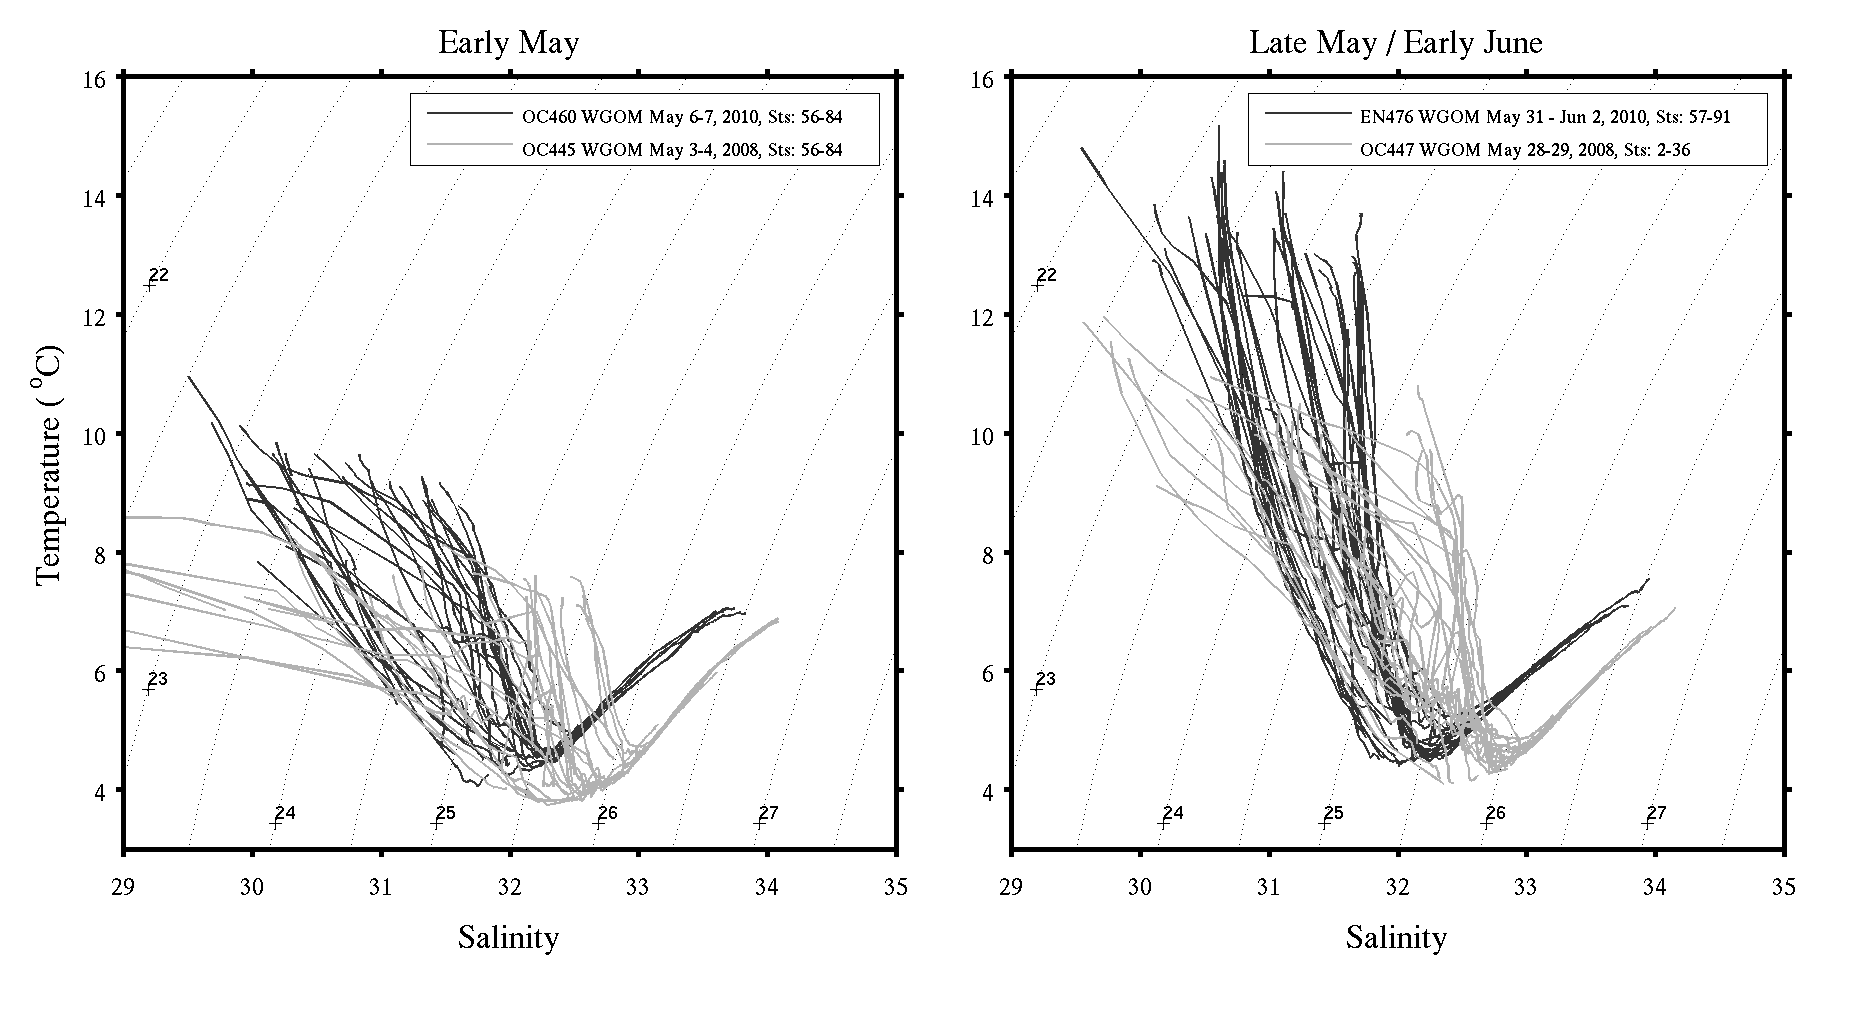 Early May
Late May / Early June
OC460 WGOM May 6-7, 2010, Sts: 56-84
OC445 WGOM May 3-4, 2008, Sts: 56-84
EN476 WGOM May 31 - Jun 2, 2010, Sts: 57-91
OC447 WGOM May 28-29, 2008, Sts: 2-36
Temperature ( °C)
16
14
12
10
8
6
4
22
23
24
25
26
27
29 30 31 32 33 34 35
Salinity
16
14
12
10
8
6
4
22
23
24
25
26
27
29 30 31 32 33 34 35
Salinity